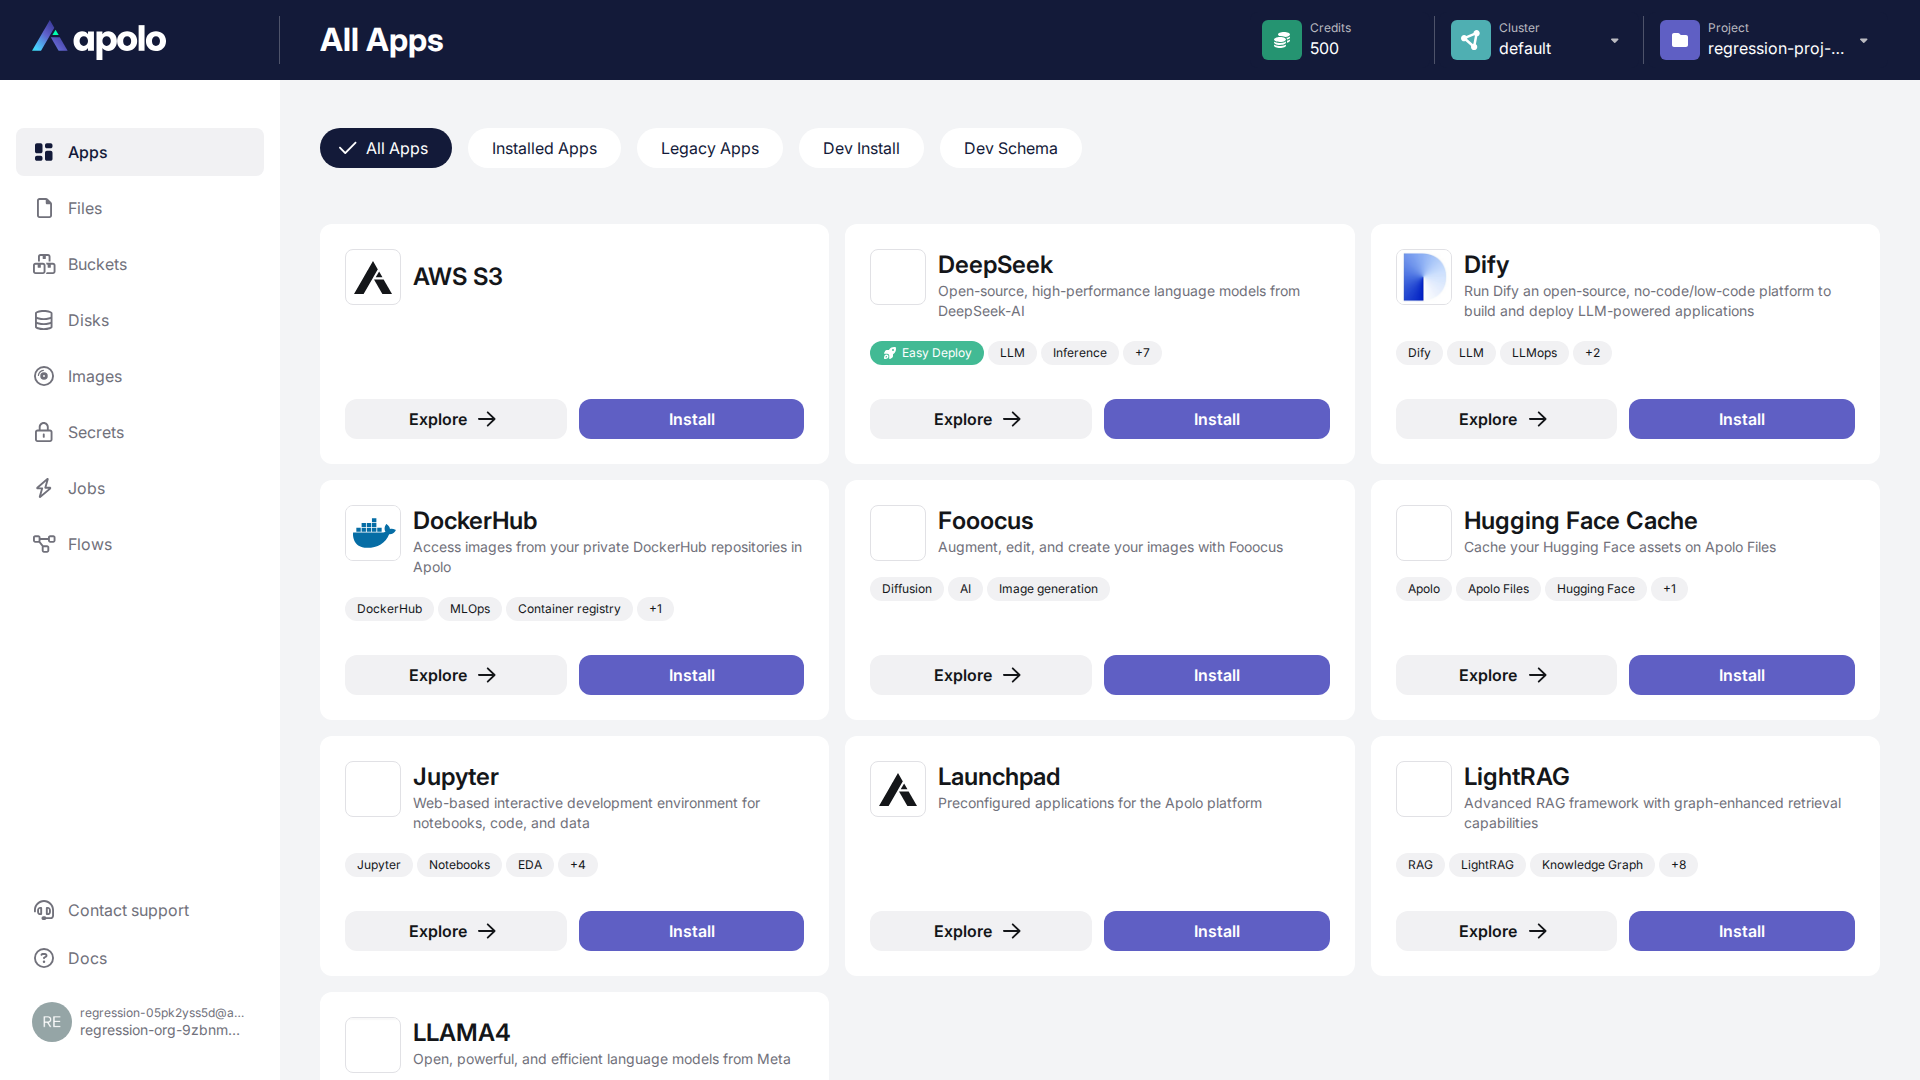 apolo
All Apps
Credits
500
Cluster
default
Project
regression-proj-...
Apps
Files
Buckets
Disks
Images
Secrets
Jobs
Flows
Contact support
Docs
RE
regression-05pk2yss5d@a...
regression-org-9zbnm...
All Apps
Installed Apps
Legacy Apps
Dev Install
Dev Schema
AWS S3
Explore
Install
DeepSeek
Open-source, high-performance language models from
DeepSeek-AI
Easy Deploy
LLM
Inference
+7
Explore
Install
Dify
Run Dify an open-source, no-code/low-code platform to
build and deploy LLM-powered applications
Dify
LLM
LLMops
+2
Explore
Install
DockerHub
Access images from your private DockerHub repositories in
Apolo
DockerHub
MLOps
Container registry
+1
Explore
Install
Fooocus
Augment, edit, and create your images with Fooocus
Diffusion
AI
Image generation
Explore
Install
Hugging Face Cache
Cache your Hugging Face assets on Apolo Files
Apolo
Apolo Files
Hugging Face
+1
Explore
Install
Jupyter
Web-based interactive development environment for
notebooks, code, and data
Jupyter
Notebooks
EDA
+4
Explore
Install
Launchpad
Preconfigured applications for the Apolo platform
Explore
Install
LightRAG
Advanced RAG framework with graph-enhanced retrieval
capabilities
RAG
LightRAG
Knowledge Graph
+8
Explore
Install
LLAMA4
Open, powerful, and efficient language models from Meta